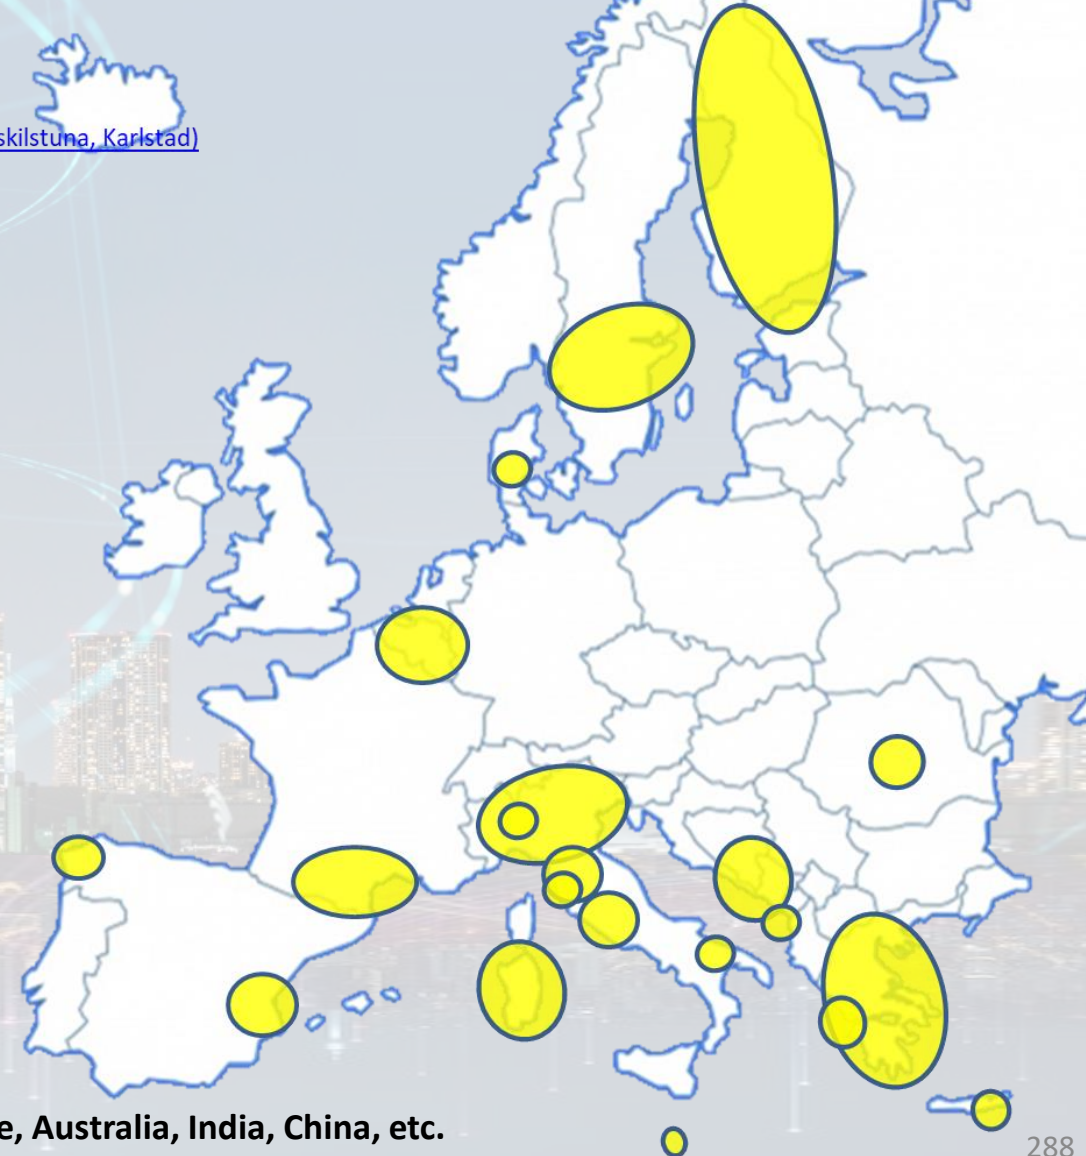 skilstuna, Karlstad)
e, Australia, India, China, etc.
288